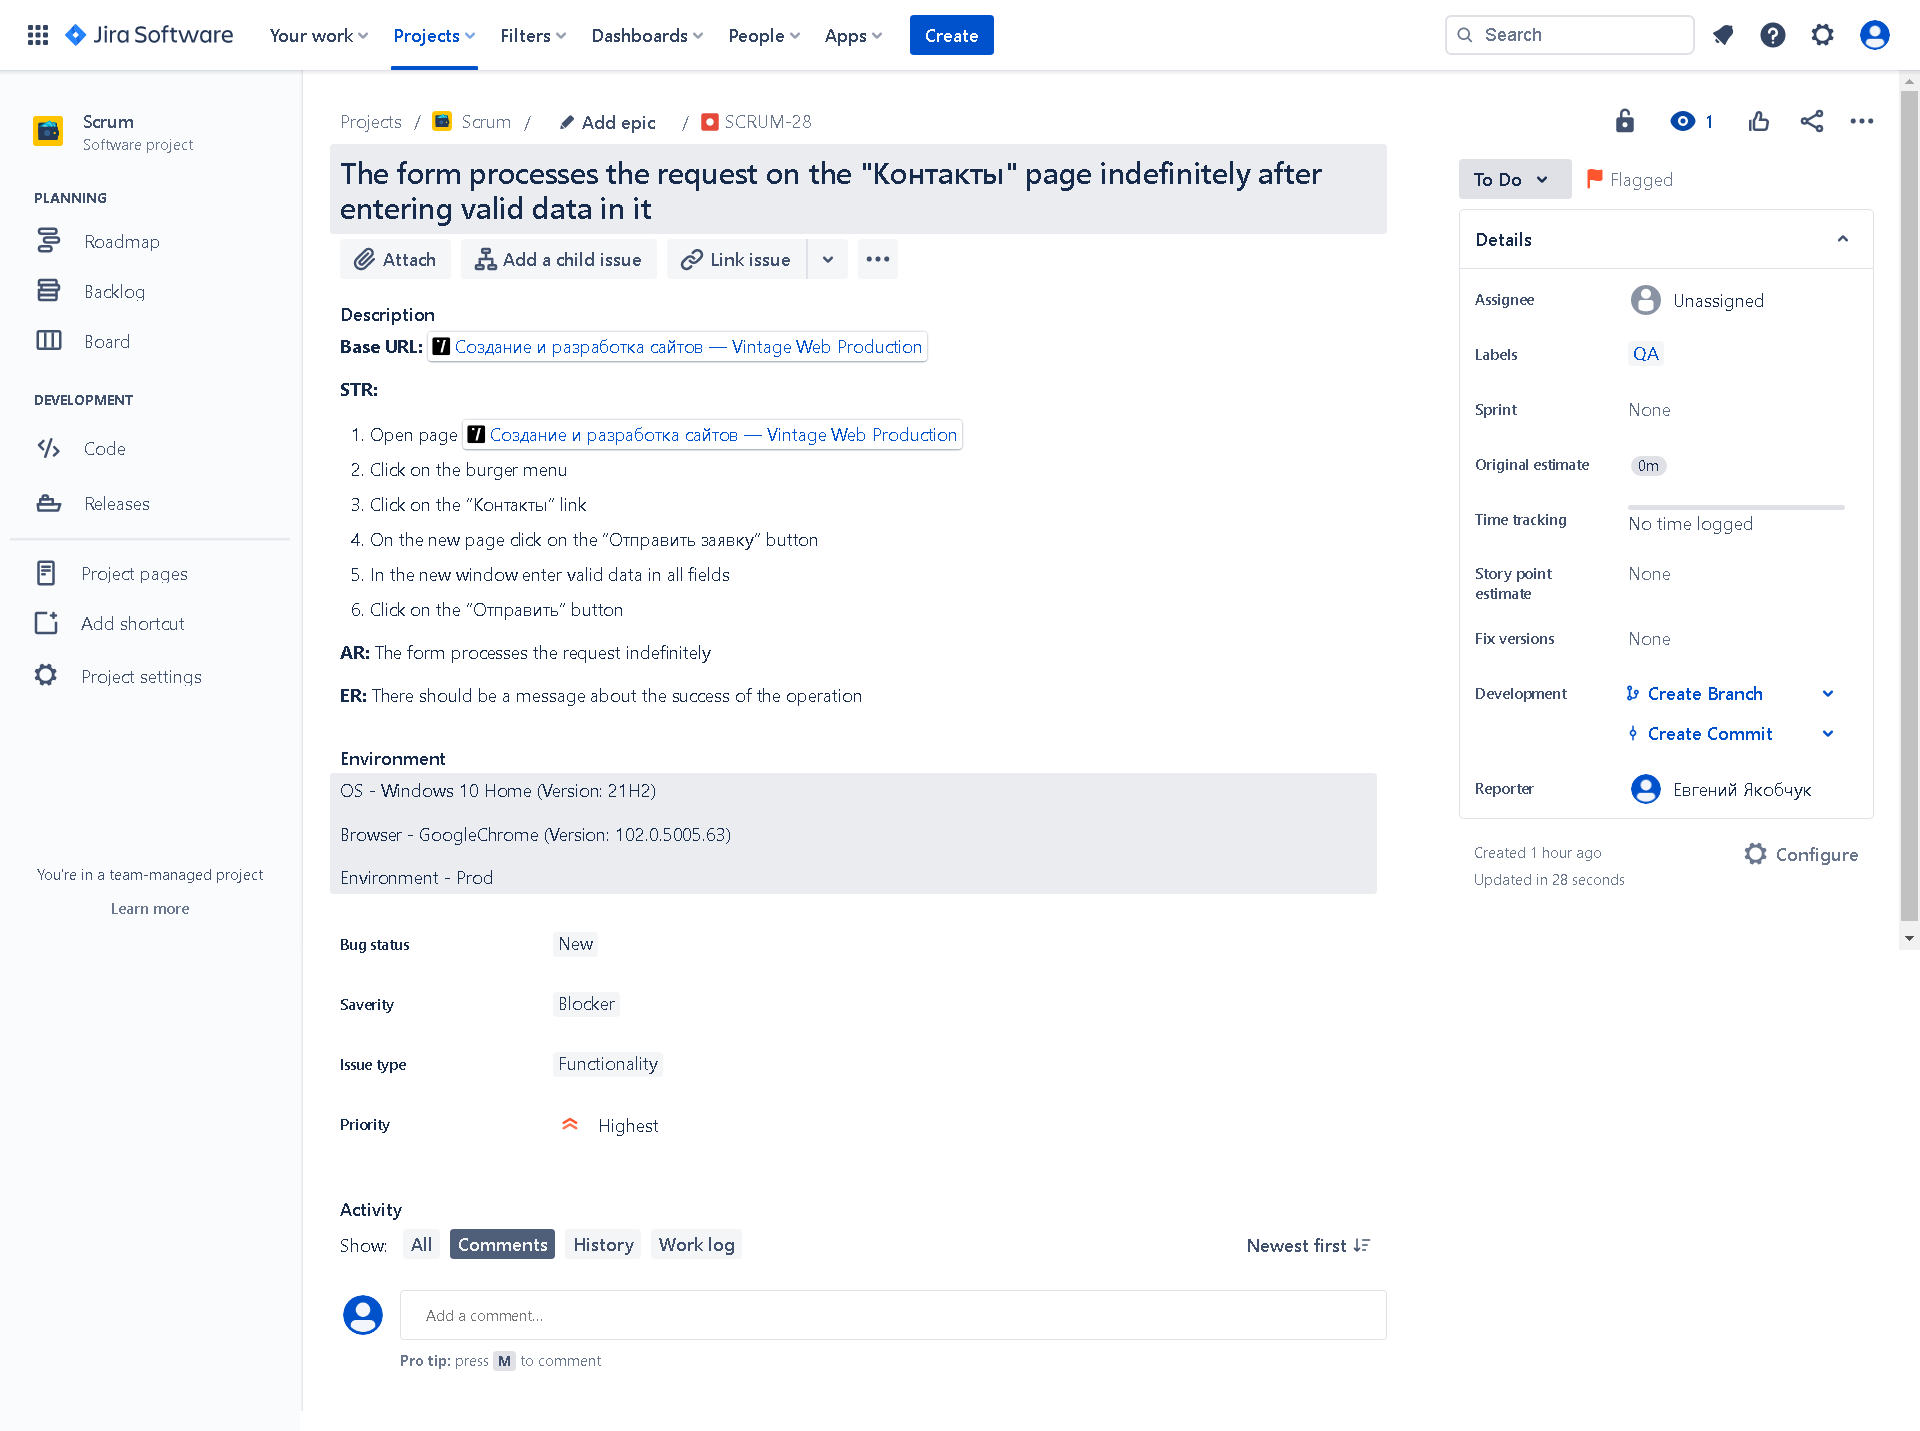 Jira Software
Your work
Projects
Filters
Dashboards
People
Apps
Create
Search
Scrum
Software project
PLANNING
Roadmap
Backlog
Board
DEVELOPMENT
Code
Releases
Project pages
Add shortcut
Project settings
You're in a team-managed project
Learn more
Projects / Scrum / Add epic / SCRUM-28
The form processes the request on the "Контакты" page indefinitely after
entering valid data in it
Attach
Add a child issue
Link issue
Description
Base URL: Создание и разработка сайтов — Vintage Web Production
STR:
1. Open page Создание и разработка сайтов — Vintage Web Production
2. Click on the burger menu
3. Click on the “Контакты” link
4. On the new page click on the “Отправить заявку” button
5. In the new window enter valid data in all fields
6. Click on the “Отправить” button
AR: The form processes the request indefinitely
ER: There should be a message about the success of the operation
Environment
OS - Windows 10 Home (Version: 21H2)
Browser - GoogleChrome (Version: 102.0.5005.63)
Environment - Prod
Bug status New
Saverity Blocker
Issue type Functionality
Priority Highest
Activity
Show: All Comments History Work log Newest first
Add a comment...
Pro tip: press M to comment
1
To Do Flagged
Details
Assignee Unassigned
Labels QA
Sprint None
Original estimate 0m
Time tracking No time logged
Story point
estimate
None
Fix versions None
Development Create Branch
Create Commit
Reporter Евгений Якобчук
Created 1 hour ago
Updated in 28 seconds
Configure